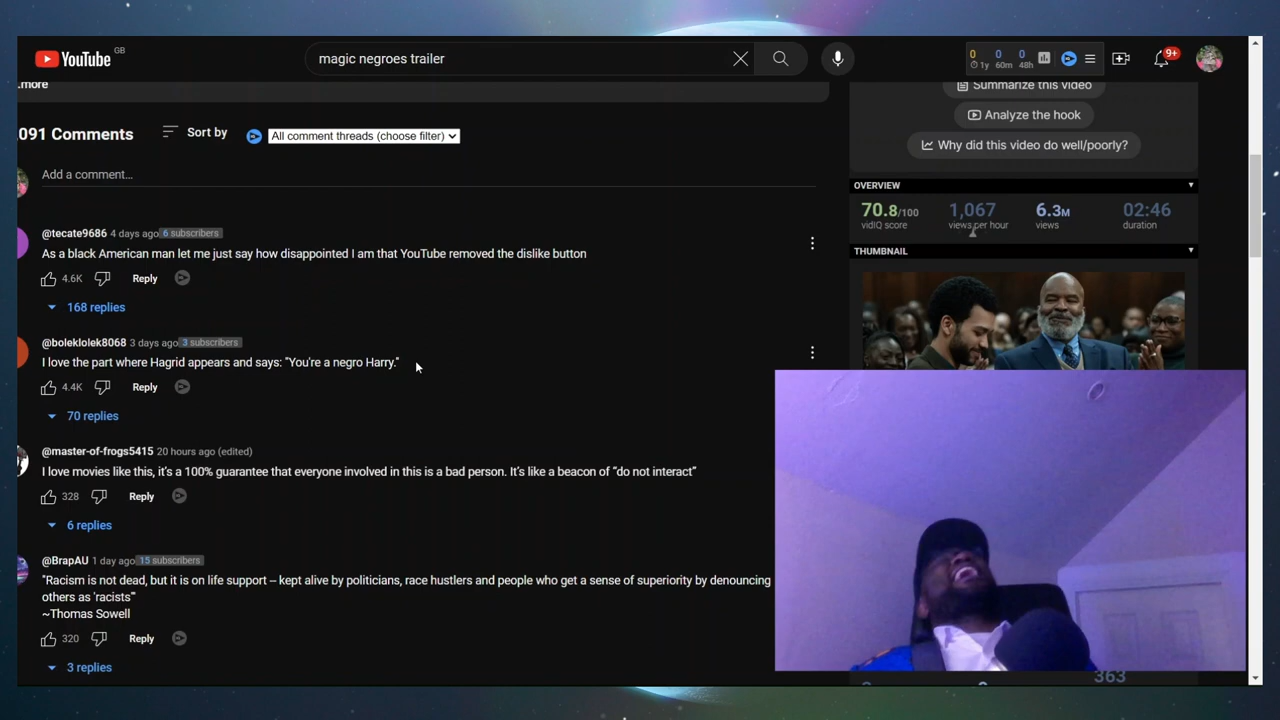 YouTube GB
magic negroes trailer
0 0 0
1y 60m 48h
9+
.more
Summarize this video
Analyze the hook
Why did this video do well/poorly?
091 Comments
Sort by
All comment threads (choose filter)
Add a comment...
OVERVIEW
70.8/100 1,067 6.3M 02:46
vidIQ score views per hour views duration
THUMBNAIL
@tecate9686 4 days ago 6 subscribers
As a black American man let me just say how disappointed I am that YouTube removed the dislike button
4.6K Reply
168 replies
@boleklolek8068 3 days ago 3 subscribers
I love the part where Hagrid appears and says: "You're a negro Harry."
4.4K Reply
70 replies
@master-of-frogs5415 20 hours ago (edited)
I love movies like this, it's a 100% guarantee that everyone involved in this is a bad person. It's like a beacon of "do not interact"
328 Reply
6 replies
@BrapAU 1 day ago 15 subscribers
"Racism is not dead, but it is on life support – kept alive by politicians, race hustlers and people who get a sense of superiority by denouncing
others as 'racists'"
~Thomas Sowell
320 Reply
3 replies
363